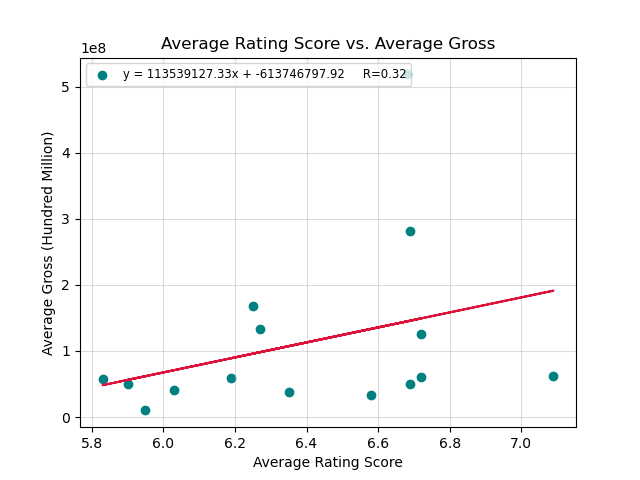 Average Rating Score vs. Average Gross
1e8
y = 113539127.33x + -613746797.92 R=0.32
5
4
3
2
1
0
Average Gross (Hundred Million)
5.8 6.0 6.2 6.4 6.6 6.8 7.0
Average Rating Score